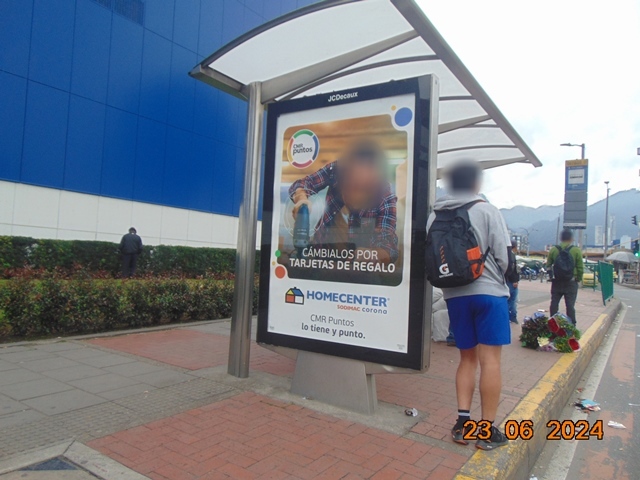 JCDecaux
CMR
puntos
CÁMBIALOS POR
TARJETAS DE REGALO
HOMECENTER
SODIMAC corona
CMR Puntos
lo tiene y punto.
G
23 06 2024